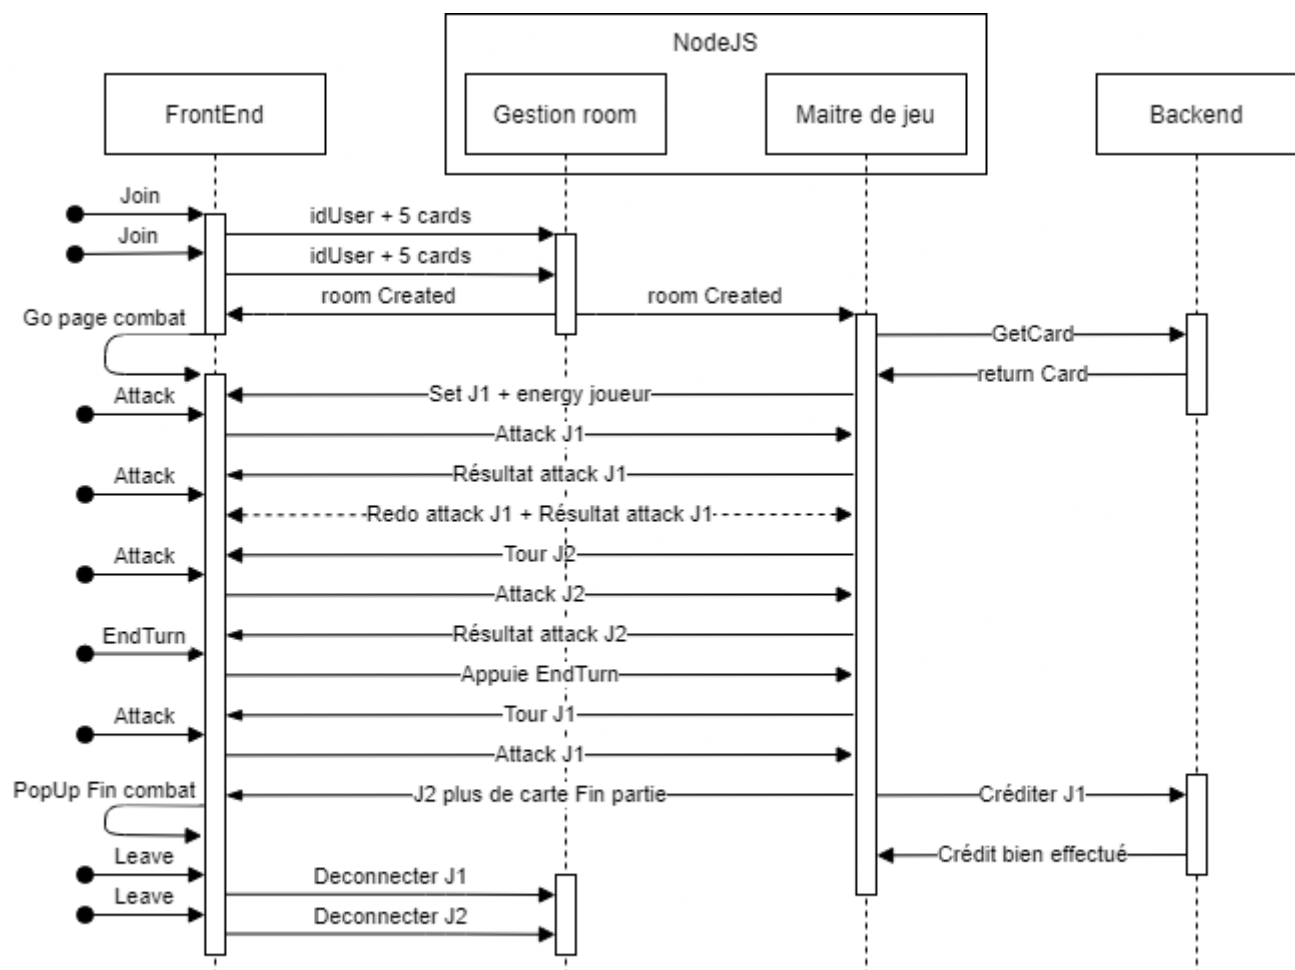 NodeJS
FrontEnd
Gestion room
Maitre de jeu
Backend
Join
idUser + 5 cards
Join
idUser + 5 cards
room Created
room Created
Go page combat
GetCard
return Card
Attack
Set J1 + energy joueur
Attack J1
Attack
Résultat attack J1
Redo attack J1 + Résultat attack J1
Attack
Tour J2
Attack J2
EndTurn
Résultat attack J2
Appuie EndTurn
Attack
Tour J1
Attack J1
PopUp Fin combat
J2 plus de carte Fin partie
Créditer J1
Leave
Crédit bien effectué
Deconnecter J1
Leave
Deconnecter J2